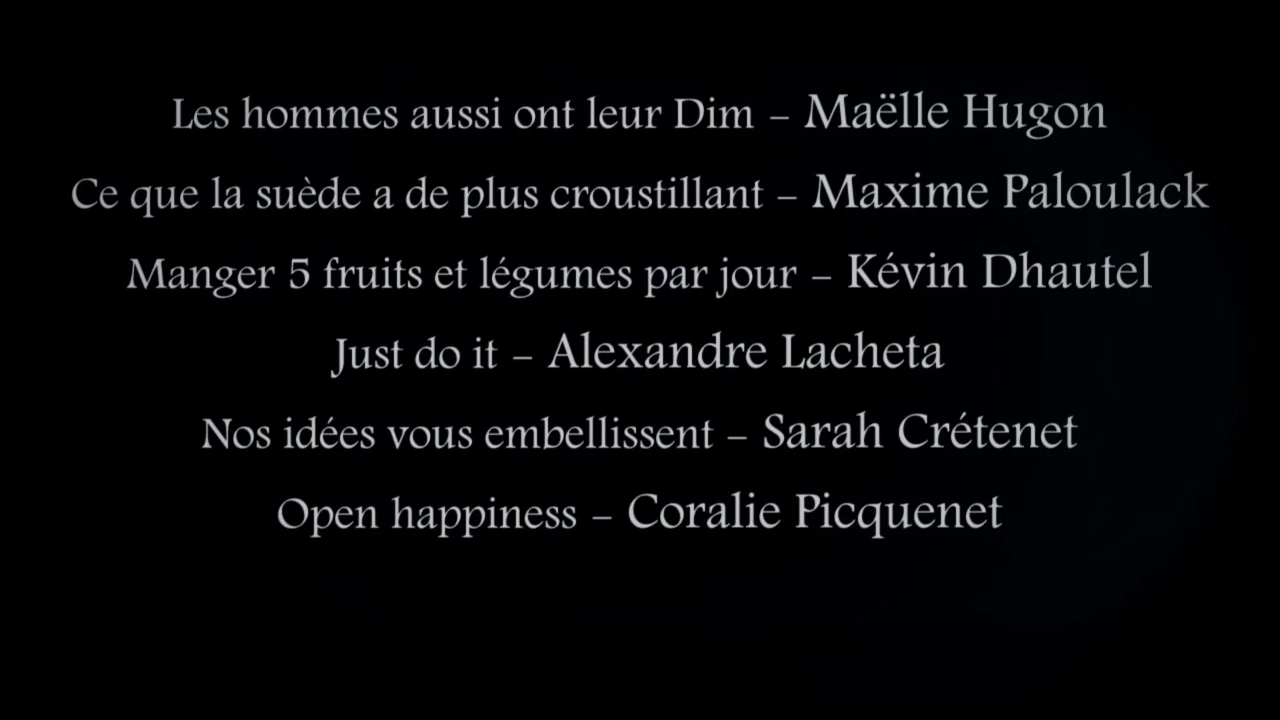 Les hommes aussi ont leur Dim – Maëlle Hugon
Ce que la suède a de plus croustillant – Maxime Paloulack
Manger 5 fruits et légumes par jour – Kévin Dhautel
Just do it – Alexandre Lacheta
Nos idées vous embellissent – Sarah Crétenet
Open happiness – Coralie Picquenet